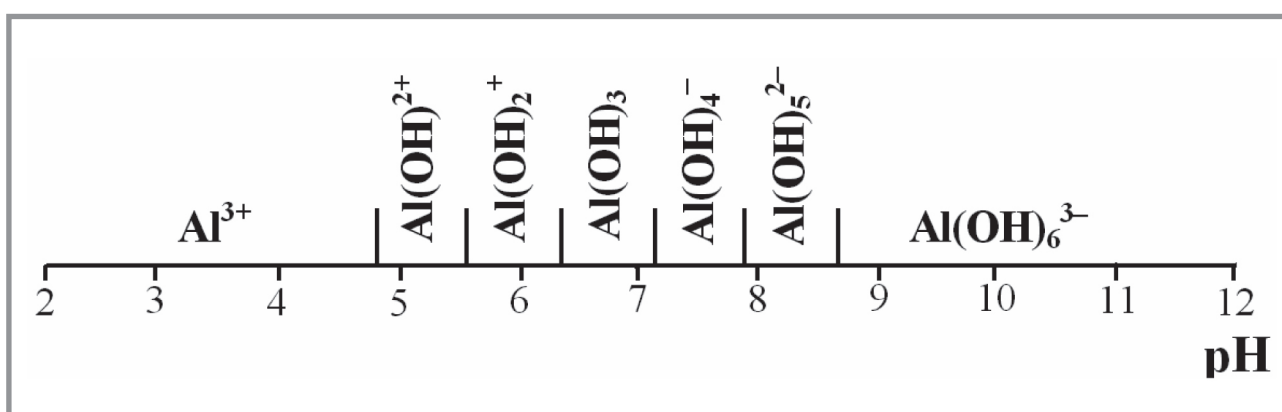 Al³⁺
Al(OH)²⁺
Al(OH)₂⁺
Al(OH)₃
Al(OH)₄⁻
Al(OH)₅²⁻
Al(OH)₆³⁻
2 3 4 5 6 7 8 9 10 11 12
pH